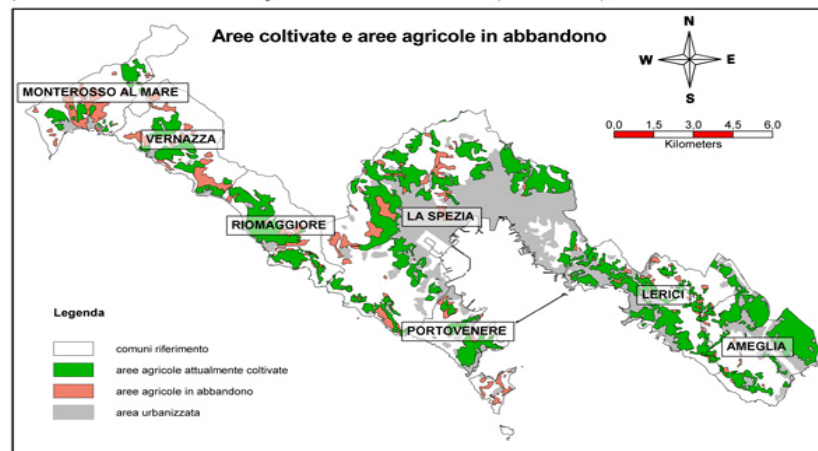 Aree coltivate e aree agricole in abbandono
N
W E
S
MONTEROSSO AL MARE
VERNAZZA
0,0 1,5 3,0 4,5 6,0
Kilometers
RIOMAGGIORE
LA SPEZIA
LERICI
PORTOVENERE
AMEGLIA
Legenda
comuni riferimento
aree agricole attualmente coltivate
aree agricole in abbandono
area urbanizzata